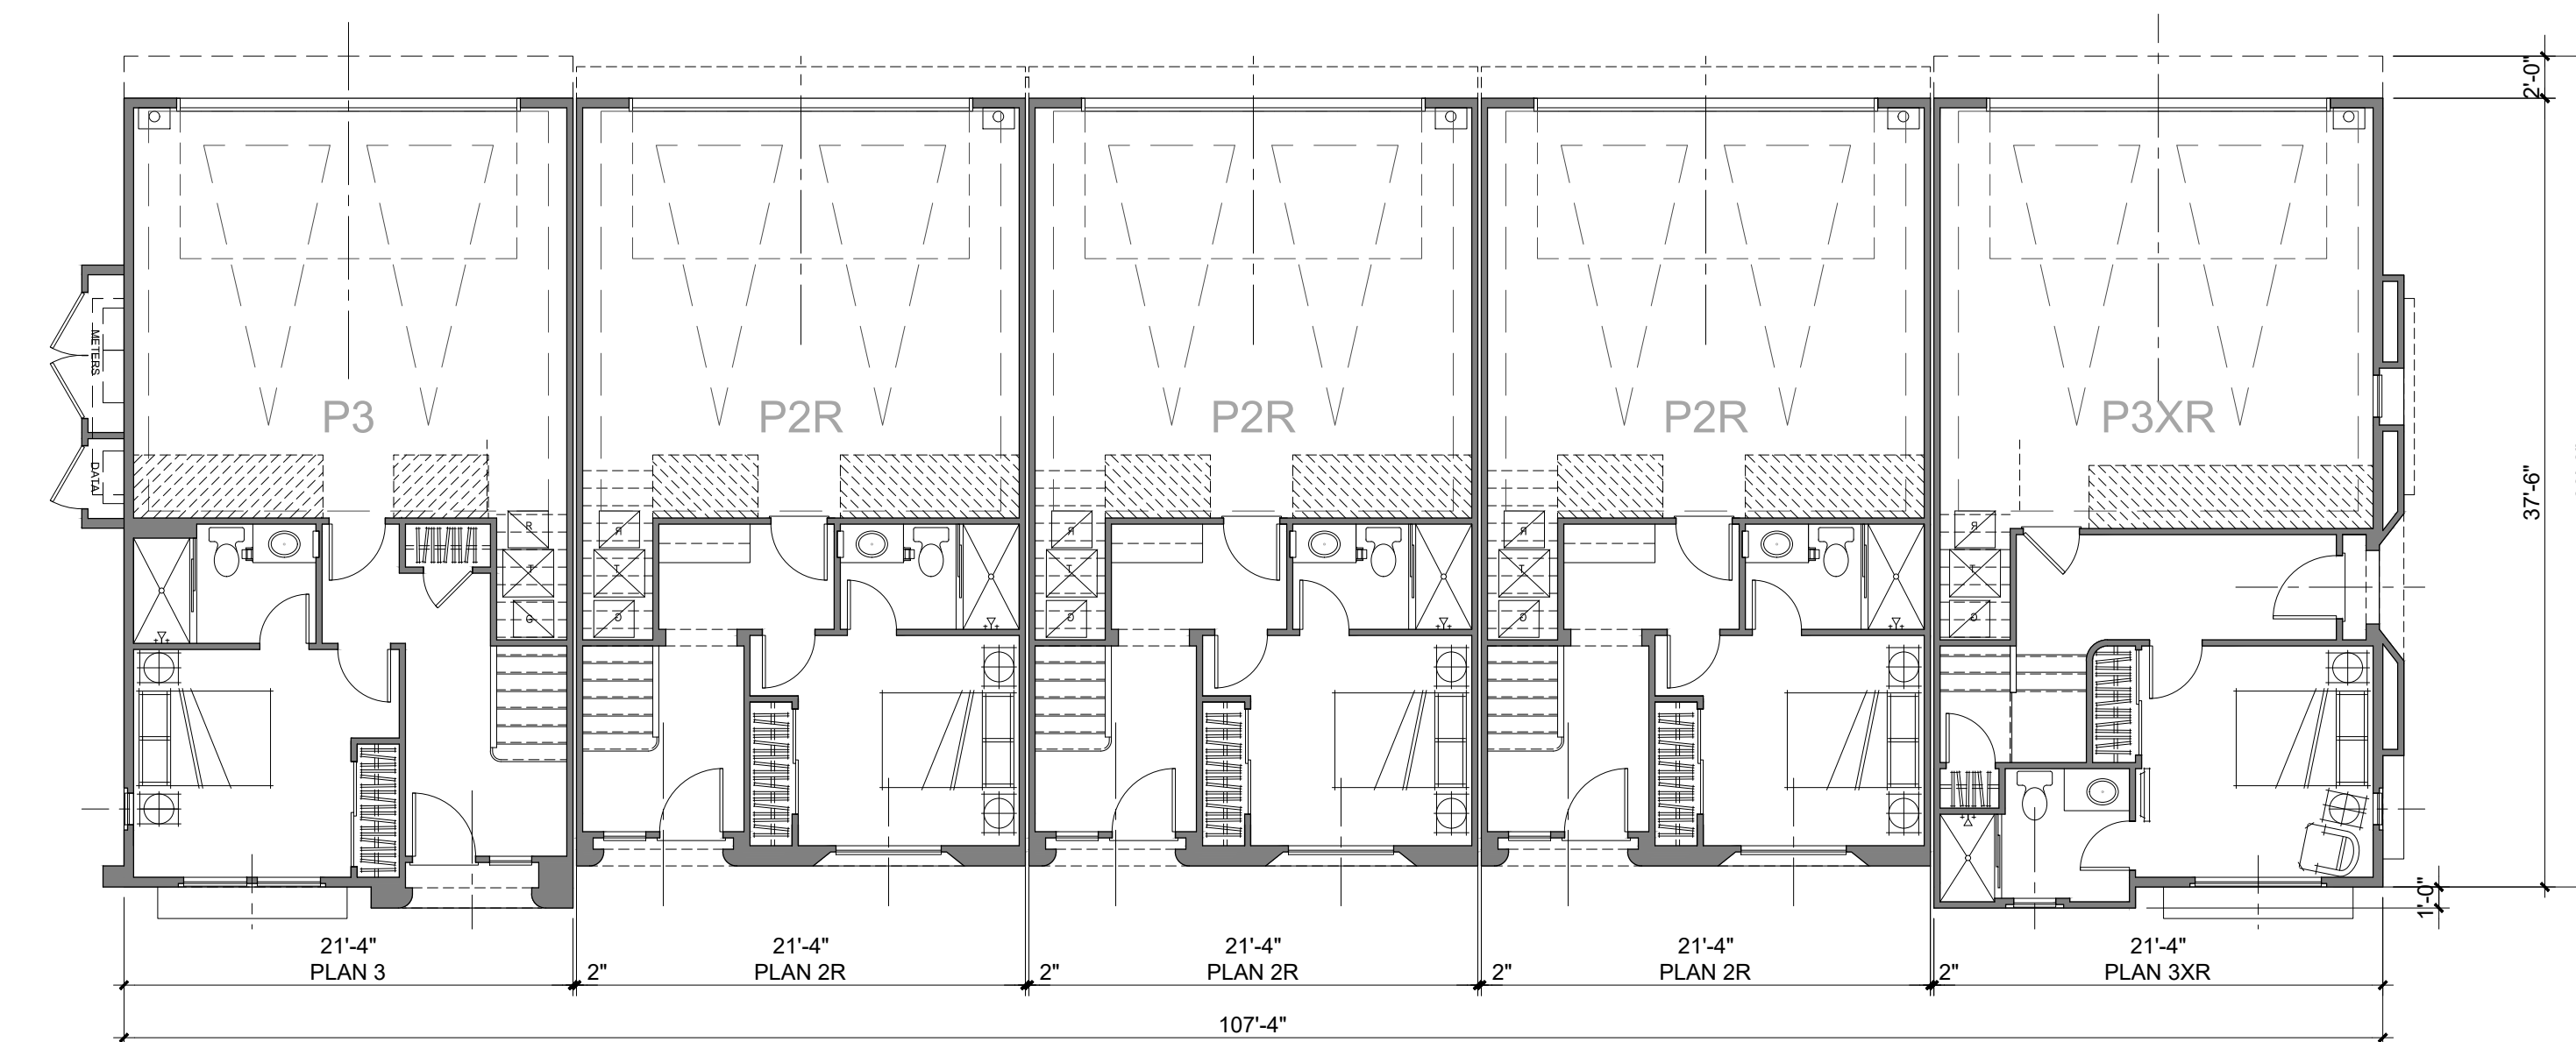 2'-0"
METERS
DATA
P3
P2R
P2R
P2R
P3XR
R
T
G
R
T
G
R
T
G
R
T
G
R
T
G
37'-6"
1'-0"
21'-4"
PLAN 3
2"
21'-4"
PLAN 2R
2"
21'-4"
PLAN 2R
2"
21'-4"
PLAN 2R
2"
21'-4"
PLAN 3XR
107'-4"